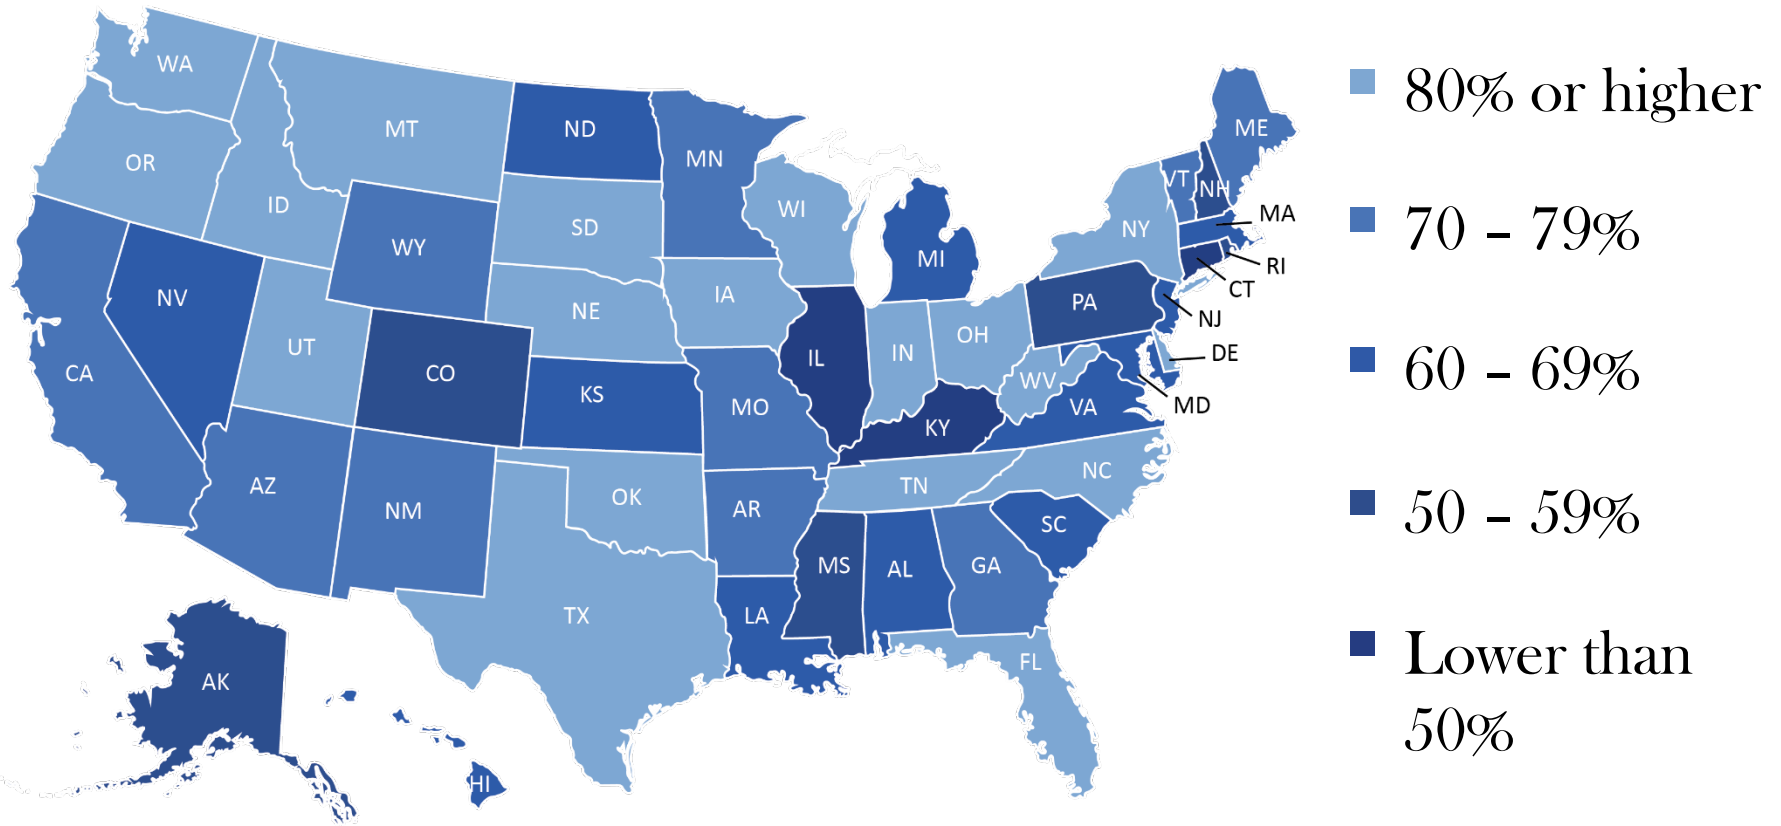 WA
OR
ID
MT
ND
MN
SD
WI
WY
NV
UT
CO
CA
NE
IA
KS
MO
IL
IN
OH
MI
KY
WV
VA
PA
NY
VT
NH
ME
MA
RI
CT
NJ
DE
MD
AZ
NM
OK
TX
AR
LA
MS
AL
GA
TN
NC
SC
FL
AK
HI
80% or higher
70 – 79%
60 – 69%
50 – 59%
Lower than
50%